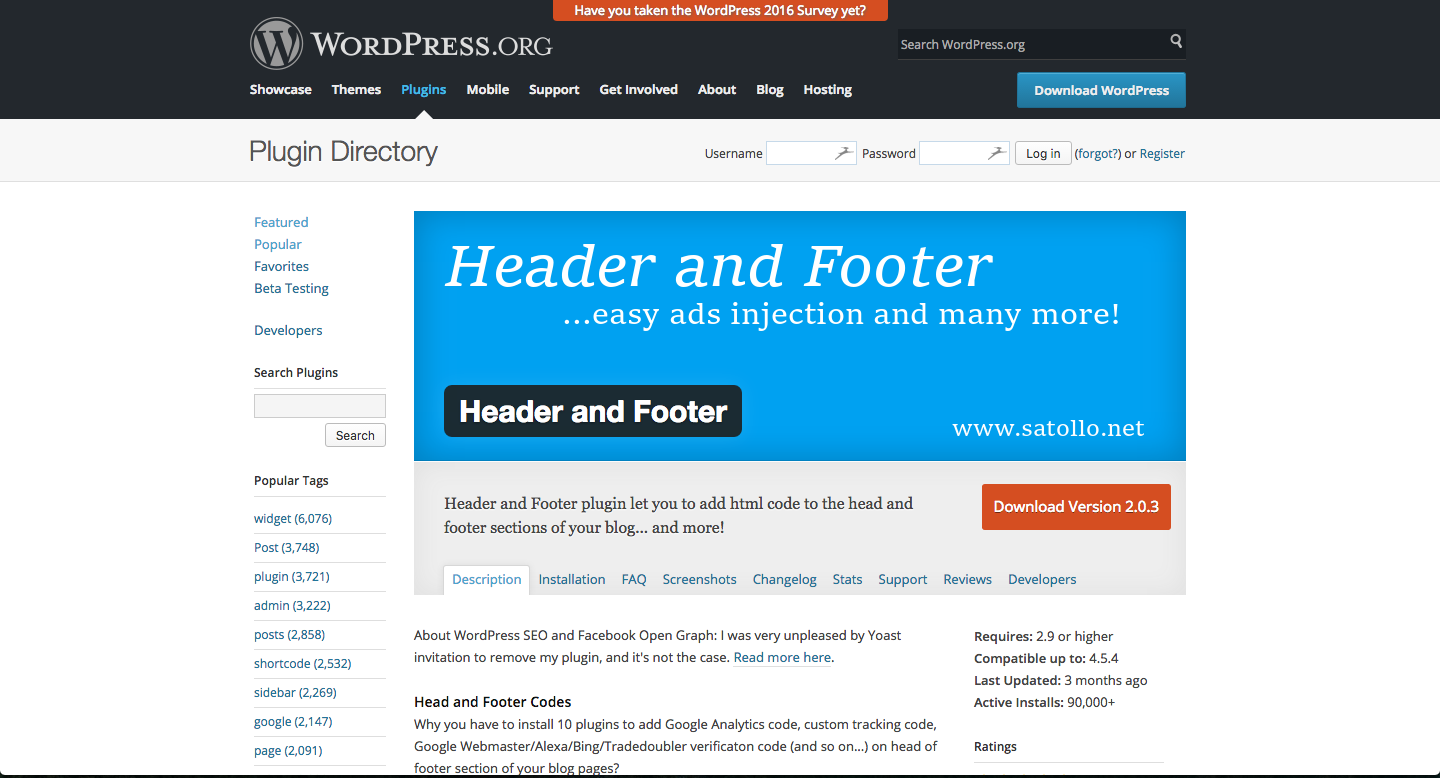 Have you taken the WordPress 2016 Survey yet?
WORDPRESS.ORG
Search WordPress.org
Showcase Themes Plugins Mobile Support Get Involved About Blog Hosting
Download WordPress
Plugin Directory
Username Password Log in (forgot?) or Register
Featured
Popular
Favorites
Beta Testing
Developers
Search Plugins
Search
Popular Tags
widget (6,076)
Post (3,748)
plugin (3,721)
admin (3,222)
posts (2,858)
shortcode (2,532)
sidebar (2,269)
google (2,147)
page (2,091)
Header and Footer
...easy ads injection and many more!
Header and Footer
www.satollo.net
Header and Footer plugin let you to add html code to the head and
footer sections of your blog... and more!
Download Version 2.0.3
Description Installation FAQ Screenshots Changelog Stats Support Reviews Developers
About WordPress SEO and Facebook Open Graph: I was very unpleased by Yoast
invitation to remove my plugin, and it's not the case. Read more here.
Head and Footer Codes
Why you have to install 10 plugins to add Google Analytics code, custom tracking code,
Google Webmaster/Alexa/Bing/Tradedoubler verificaton code (and so on...) on head of
footer section of your blog pages?
Requires: 2.9 or higher
Compatible up to: 4.5.4
Last Updated: 3 months ago
Active Installs: 90,000+
Ratings